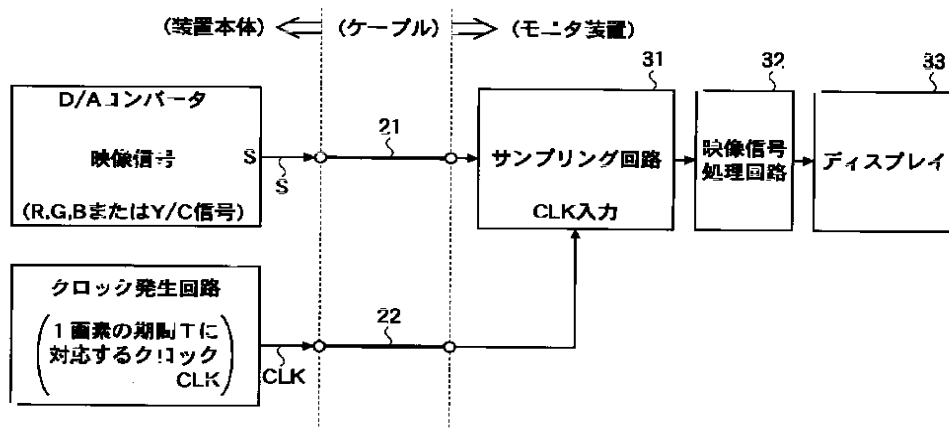 (装置本体)
(ケーブル)
(モニタ装置)
D/Aコンバータ
映像信号
S
(R,G,BまたはY/C信号)
S
21
31
サンプリング回路
CLK入力
32
映像信号
処理回路
33
ディスプレイ
クロック発生回路
1画素の期間Tに
対応するクロック
CLK
CLK
22